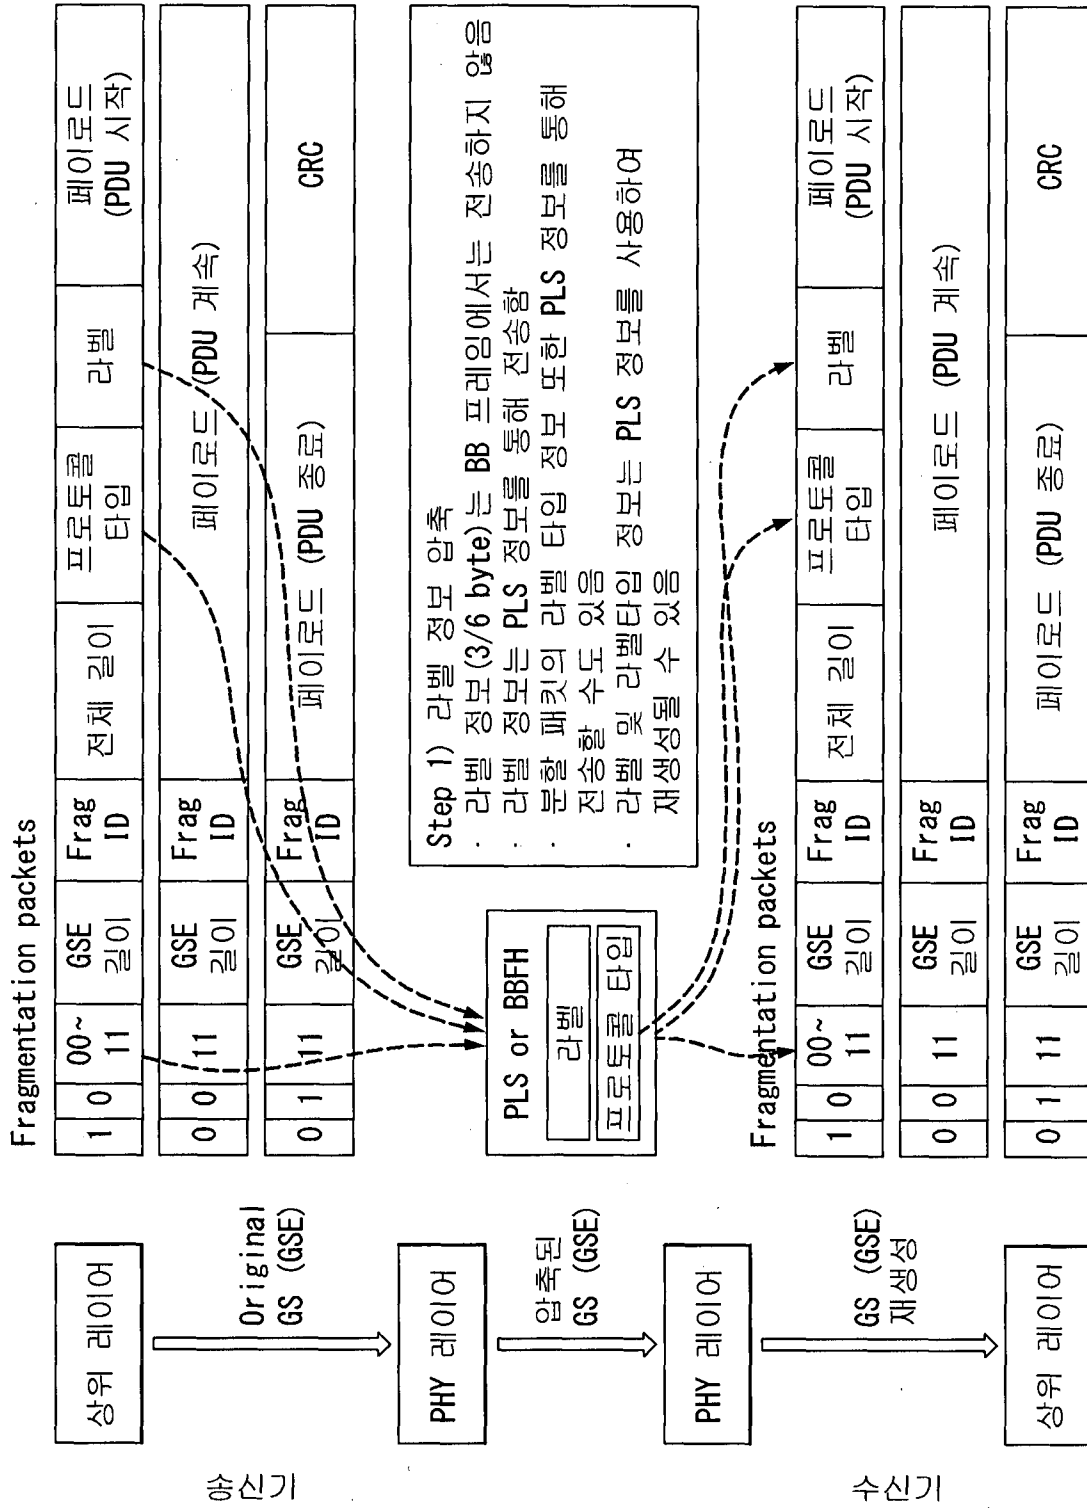 송신기
상위 레이어
Original
GS (GSE)
PHY 레이어
압축된
GS (GSE)
수신기
PHY 레이어
GS (GSE)
재생성
상위 레이어
Fragmentation packets
1 0 00~ 11 GSE 길이 Frag ID 전체 길이 프로토콜 타입 라벨 페이로드 (PDU 시작)
0 0 11 GSE 길이 Frag ID 페이로드 (PDU 계속)
0 1 11 GSE 길이 Frag ID 페이로드 (PDU 종료) CRC
PLS or BBFH
라벨
프로토콜 타입
Step 1) 라벨 정보 압축
· 라벨 정보(3/6 byte)는 BB 프레임에서는 전송하지 않음
· 라벨 정보는 PLS 정보를 통해 전송함
· 분할 패킷의 라벨 타입 정보 또한 PLS 정보를 통해
전송할 수도 있음
· 라벨 및 라벨타입 정보는 PLS 정보를 사용하여
재생성될 수 있음
Fragmentation packets
1 0 00~ 11 GSE 길이 Frag ID 전체 길이 프로토콜 타입 라벨 페이로드 (PDU 시작)
0 0 11 GSE 길이 Frag ID 페이로드 (PDU 계속)
0 1 11 GSE 길이 Frag ID 페이로드 (PDU 종료) CRC